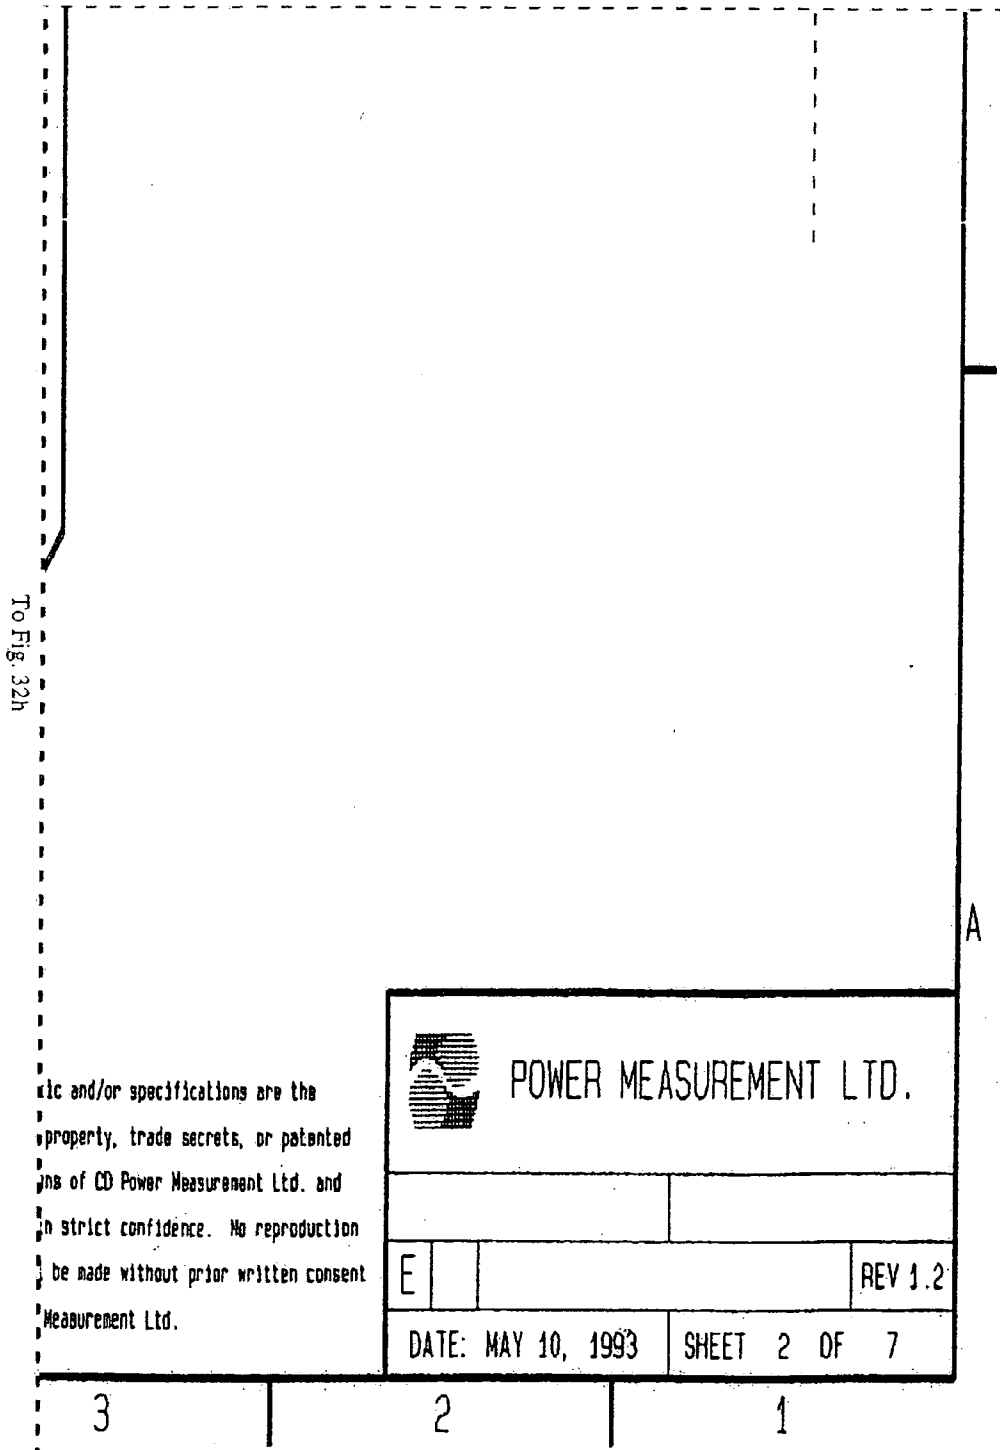 To Fig. 32h
A
POWER MEASUREMENT LTD.
ic and/or specifications are the
property, trade secrets, or patented
ns of CD Power Measurement Ltd. and
n strict confidence. No reproduction
be made without prior written consent
Measurement Ltd.
E
REV 1.2
DATE: MAY 10, 1993
SHEET 2 OF 7
3
2
1